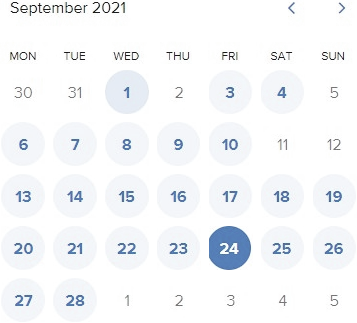 September 2021
MON TUE WED THU FRI SAT SUN
30 31 1 2 3 4 5
6 7 8 9 10 11 12
13 14 15 16 17 18 19
20 21 22 23 24 25 26
27 28 1 2 3 4 5